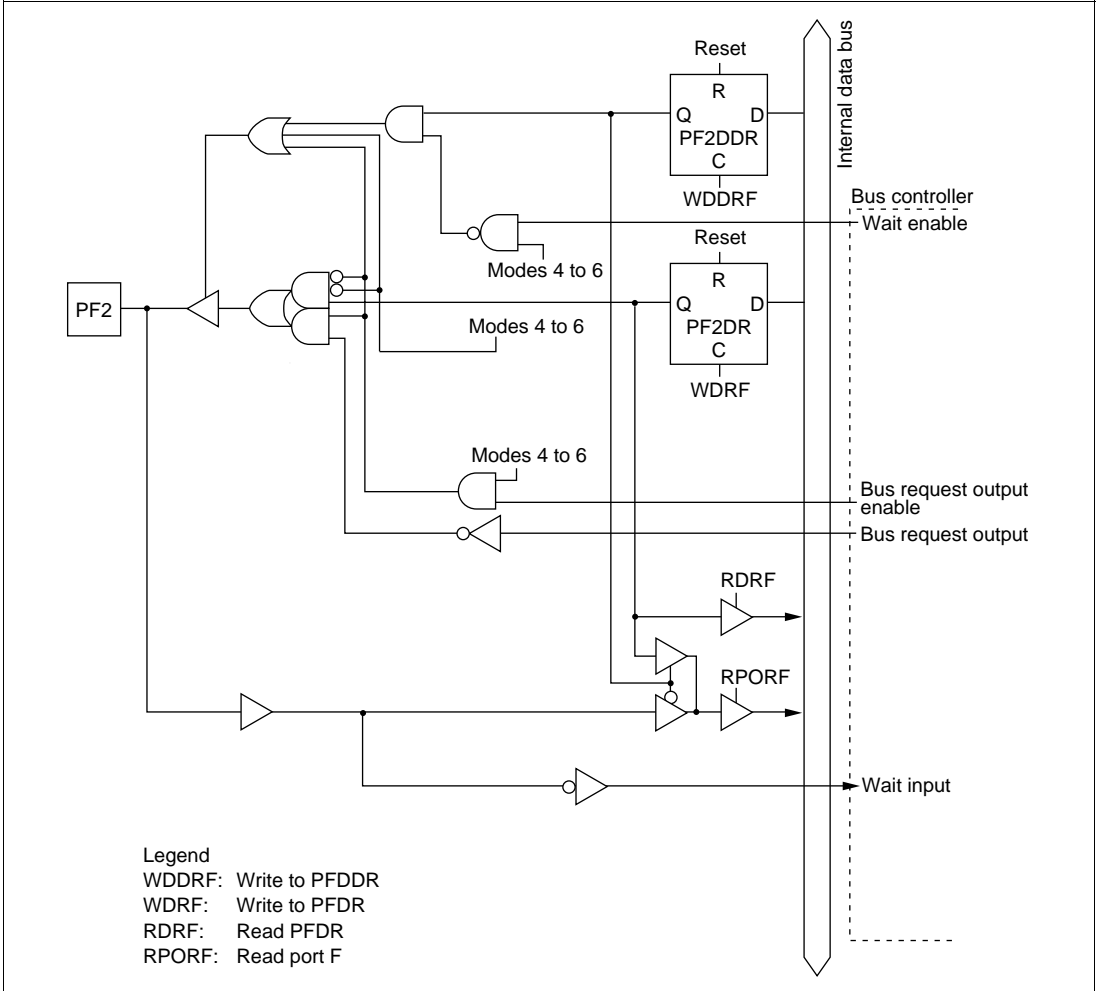 Reset
R
Q D
PF2DDR
C
WDDRF
Internal data bus
Bus controller
Wait enable
Modes 4 to 6
Reset
R
Q D
PF2DR
C
WDRF
PF2
Modes 4 to 6
Modes 4 to 6
Bus request output
enable
Bus request output
RDRF
RPORF
Wait input
Legend
WDDRF: Write to PFDDR
WDRF: Write to PFDR
RDRF: Read PFDR
RPORF: Read port F